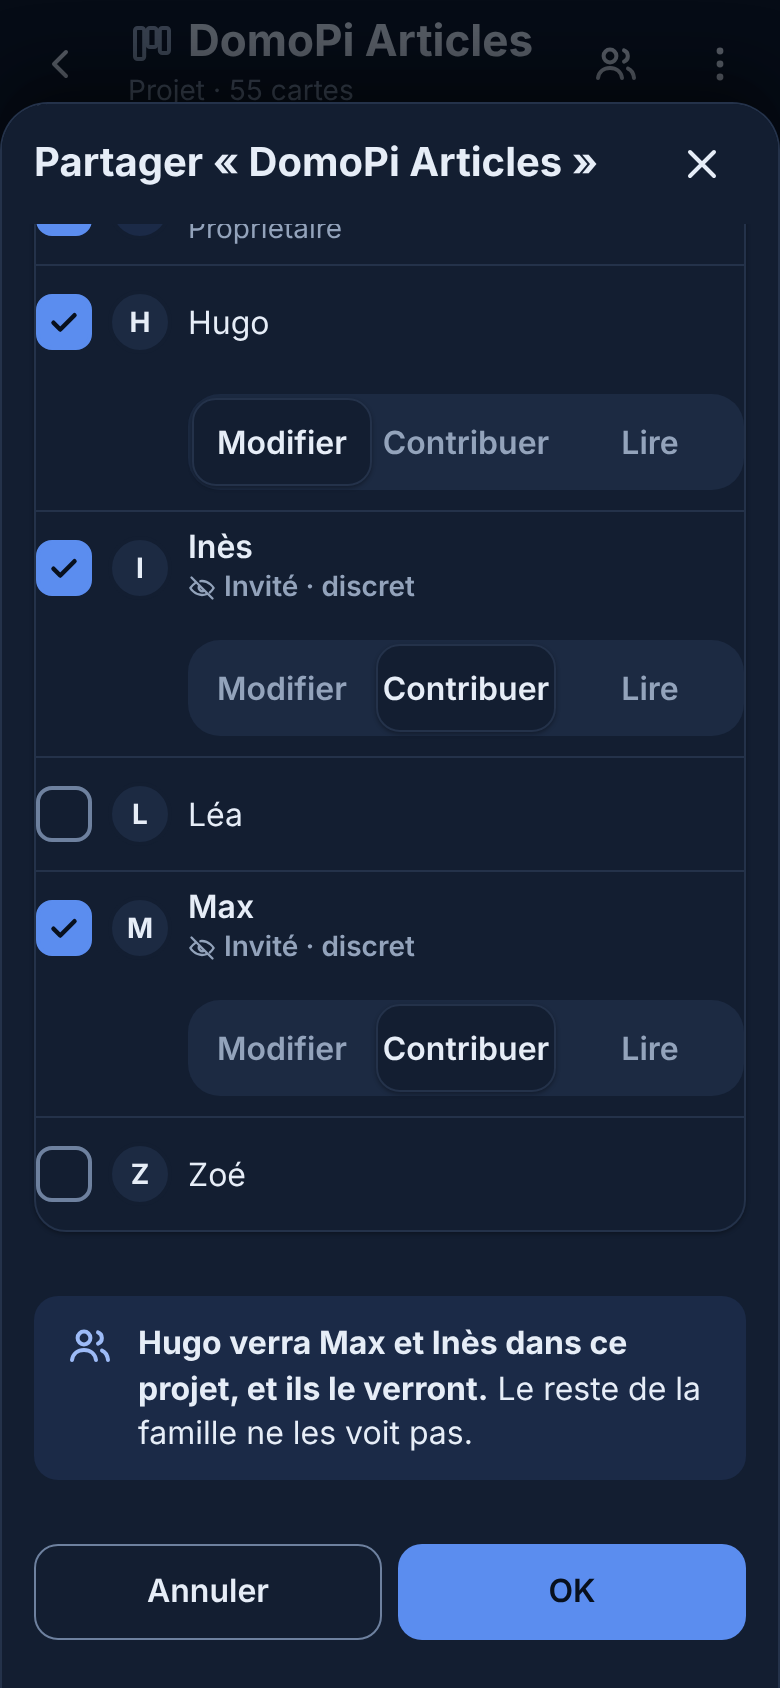 DomoPi Articles
Projet · 55 cartes
Partager « DomoPi Articles »
Propriétaire
H Hugo
Modifier Contribuer Lire
I Inès
Invité · discret
Modifier Contribuer Lire
L Léa
M Max
Invité · discret
Modifier Contribuer Lire
Z Zoé
Hugo verra Max et Inès dans ce
projet, et ils le verront. Le reste de la
famille ne les voit pas.
Annuler OK